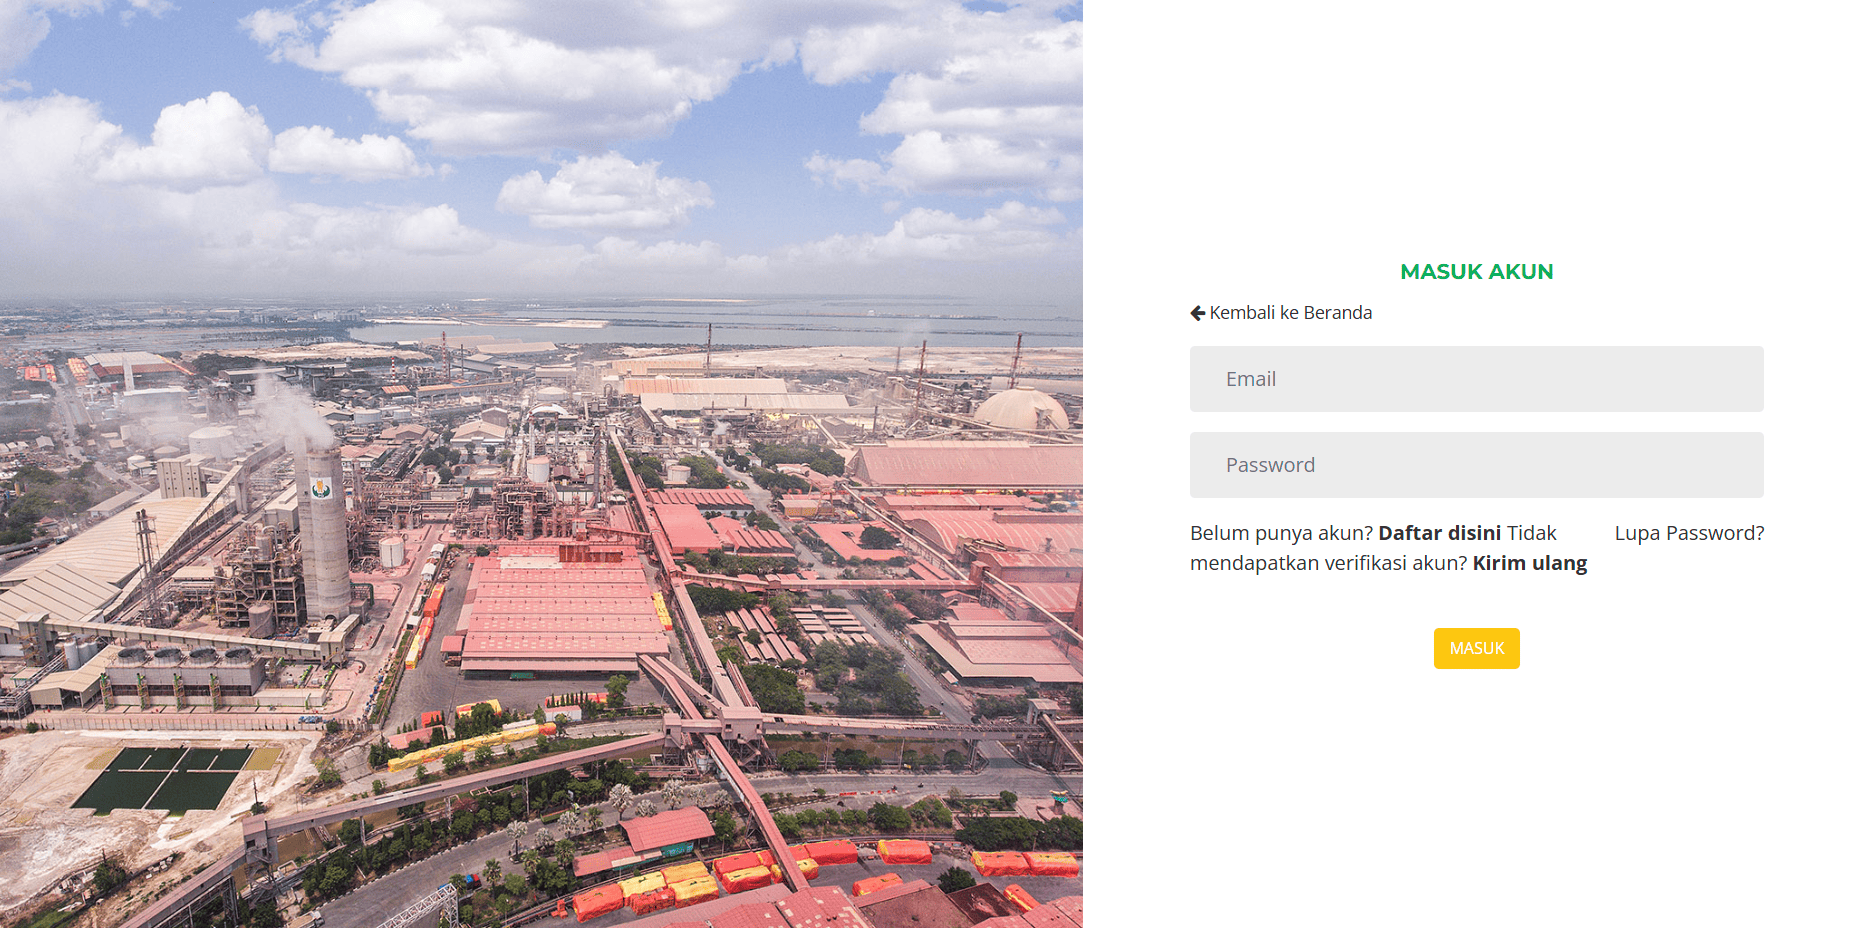 MASUK AKUN
Kembali ke Beranda
Email
Password
Belum punya akun? Daftar disini Tidak
mendapatkan verifikasi akun? Kirim ulang
Lupa Password?
MASUK